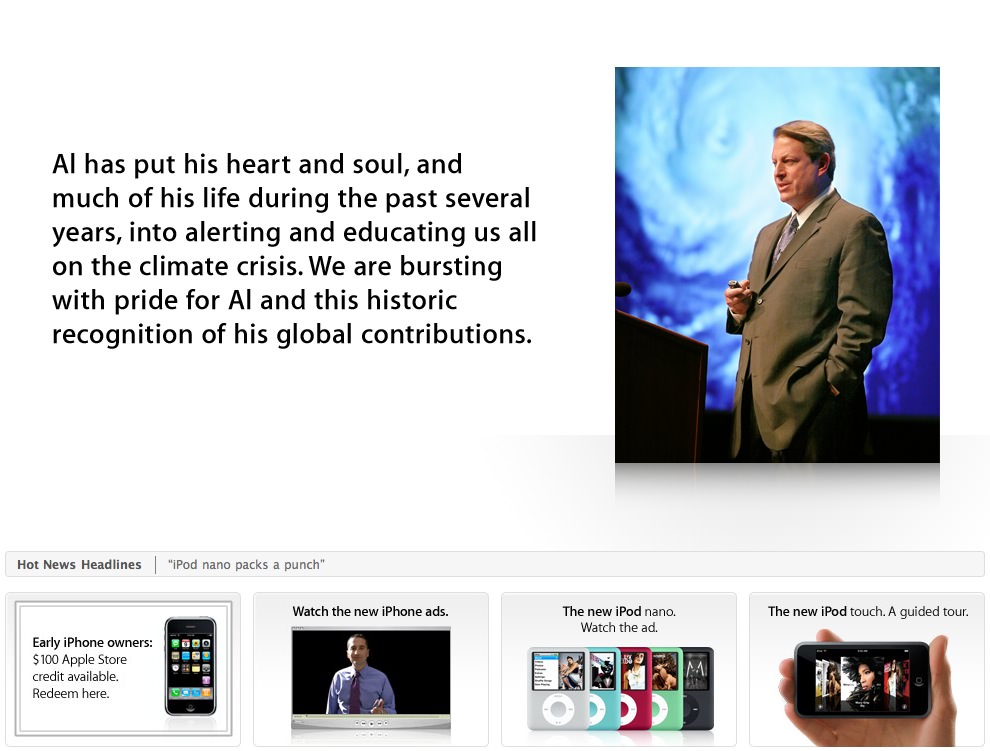 Al has put his heart and soul, and
much of his life during the past several
years, into alerting and educating us all
on the climate crisis. We are bursting
with pride for Al and this historic
recognition of his global contributions.
Hot News Headlines
“iPod nano packs a punch”
Early iPhone owners:
$100 Apple Store
credit available.
Redeem here.
Watch the new iPhone ads.
The new iPod nano.
Watch the ad.
The new iPod touch. A guided tour.